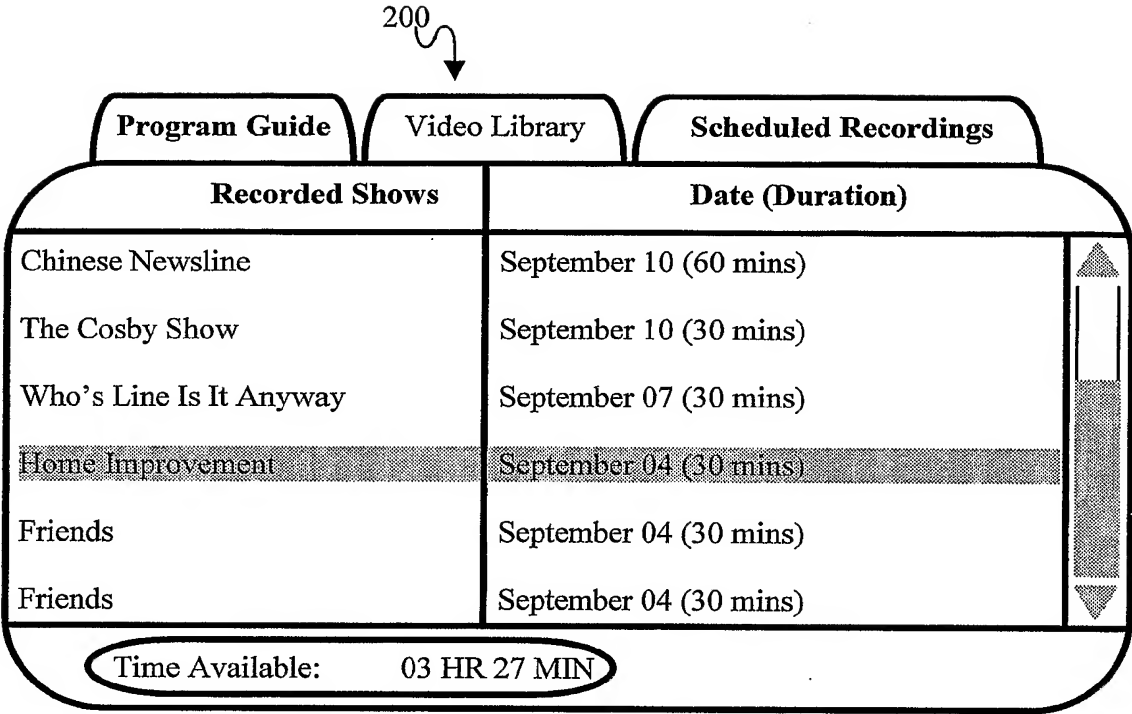 200
Program Guide Video Library Scheduled Recordings
Recorded Shows Date (Duration)
Chinese Newsline September 10 (60 mins)
The Cosby Show September 10 (30 mins)
Who's Line Is It Anyway September 07 (30 mins)
Home Improvement September 04 (30 mins)
Friends September 04 (30 mins)
Friends September 04 (30 mins)
Time Available: 03 HR 27 MIN